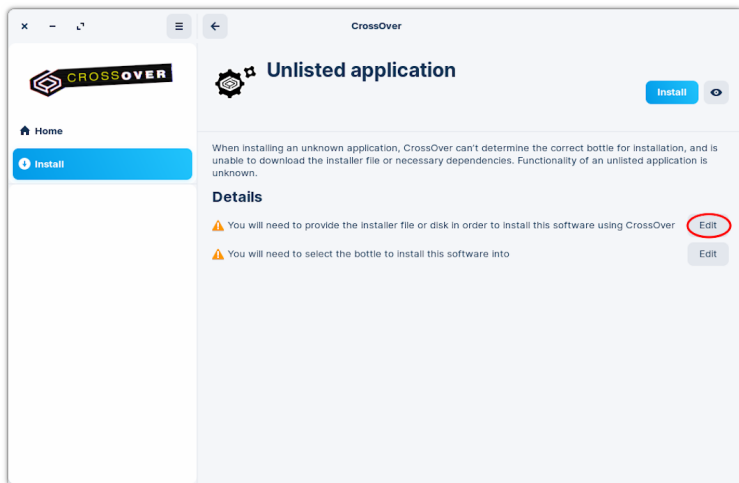 CrossOver
CROSSOVER
Home
Install
Unlisted application
Install
When installing an unknown application, CrossOver can't determine the correct bottle for installation, and is
unable to download the installer file or necessary dependencies. Functionality of an unlisted application is
unknown.
Details
You will need to provide the installer file or disk in order to install this software using CrossOver
Edit
You will need to select the bottle to install this software into
Edit